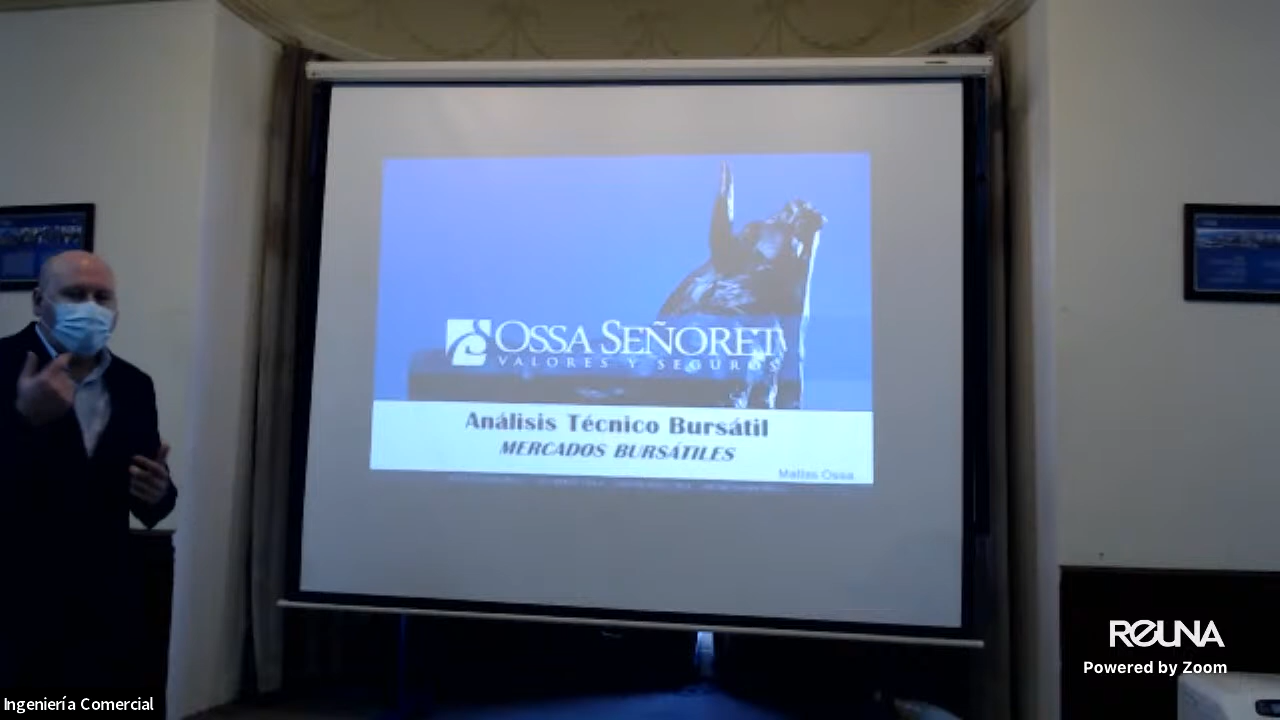 OSSA SEÑORET
VALORES Y SEGUROS
Análisis Técnico Bursátil
MERCADOS BURSÁTILES
Matías Ossa
REUNA
Powered by Zoom
Ingeniería Comercial